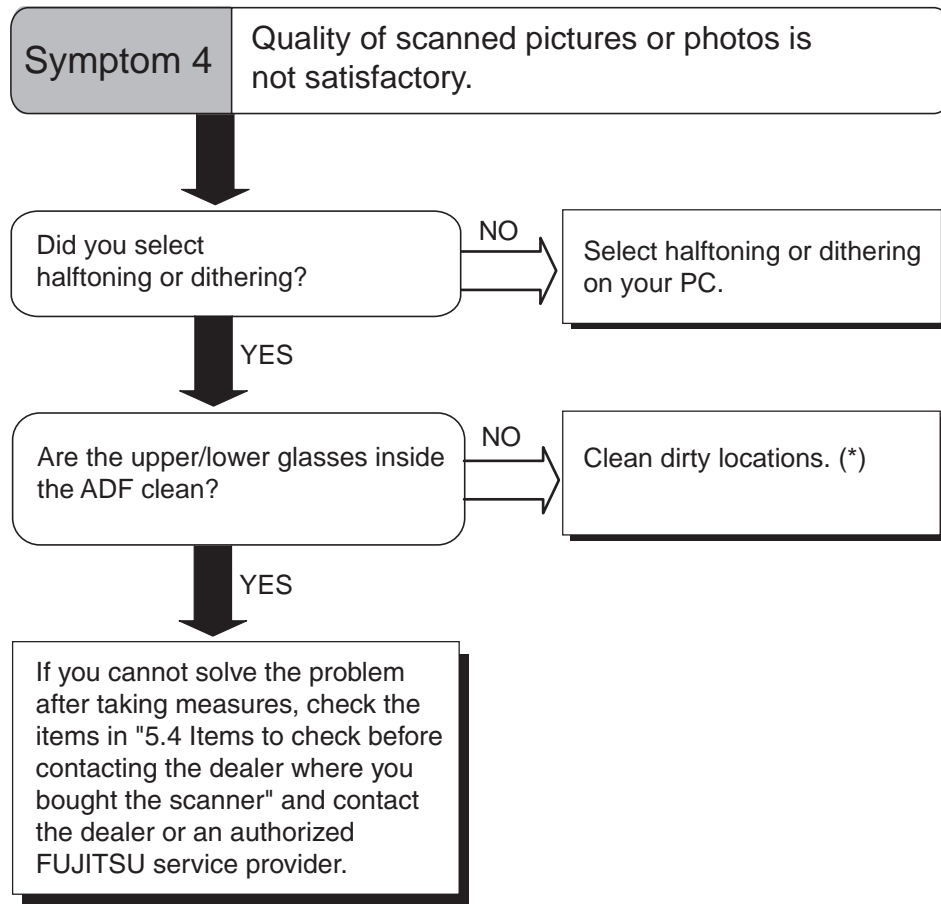 Symptom 4
Quality of scanned pictures or photos is
not satisfactory.
Did you select
halftoning or dithering?
NO
Select halftoning or dithering
on your PC.
YES
Are the upper/lower glasses inside
the ADF clean?
NO
Clean dirty locations. (*)
YES
If you cannot solve the problem
after taking measures, check the
items in "5.4 Items to check before
contacting the dealer where you
bought the scanner" and contact
the dealer or an authorized
FUJITSU service provider.